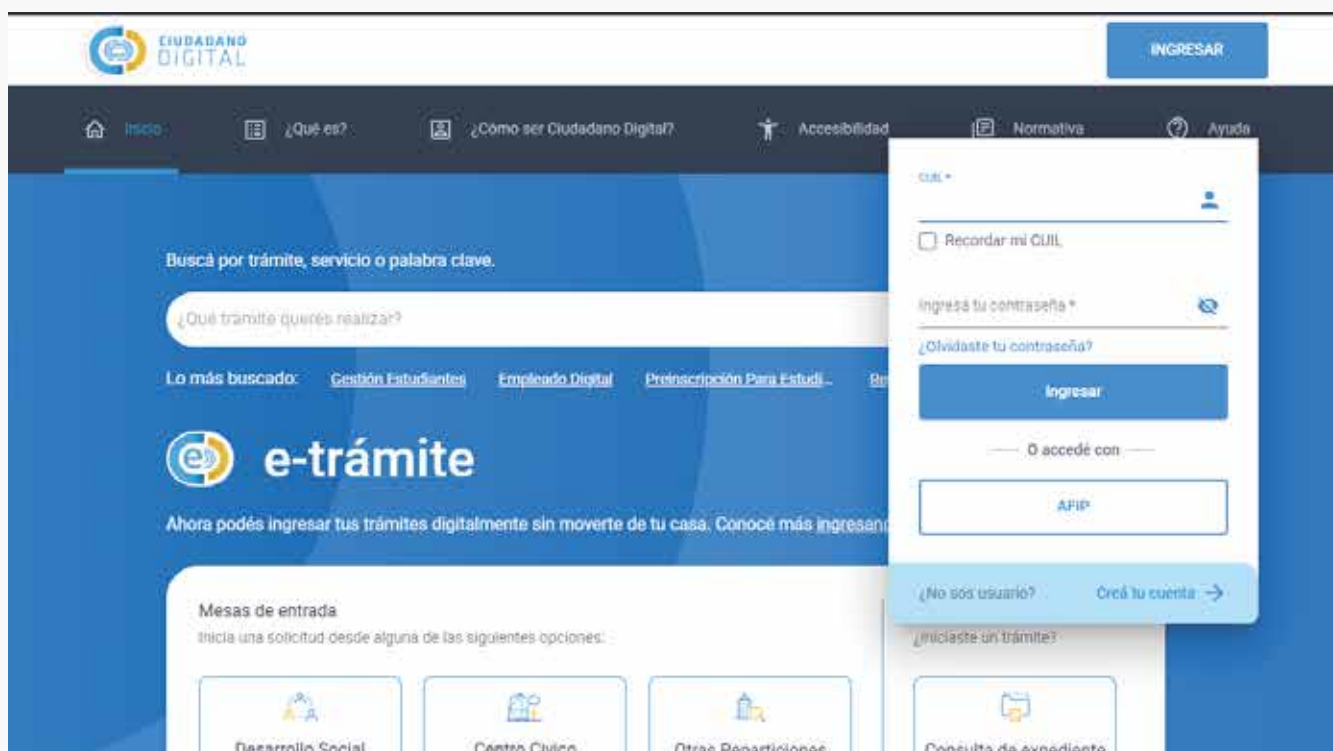 CIUDADANO
DIGITAL
INGRESAR
Inicio
¿Qué es?
¿Cómo ser Ciudadano Digital?
Accesibilidad
Normativa
Ayuda
CUIL *
Recordar mi CUIL
Ingresá tu contraseña *
¿Olvidaste tu contraseña?
Ingresar
O accedé con
AFIP
¿No sos usuario? Creá tu cuenta
Buscá por trámite, servicio o palabra clave.
¿Qué trámite querés realizar?
Lo más buscado: Gestión Estudiantes Empleado Digital Preinscripción Para Estudi...
e-trámite
Ahora podés ingresar tus trámites digitalmente sin moverte de tu casa. Conocé más
Mesas de entrada
Inicia una solicitud desde alguna de las siguientes opciones:
Desarrollo Social
Centro Cívico
Otras Reparticiones
¿Iniciaste un trámite?
Consulta de expediente